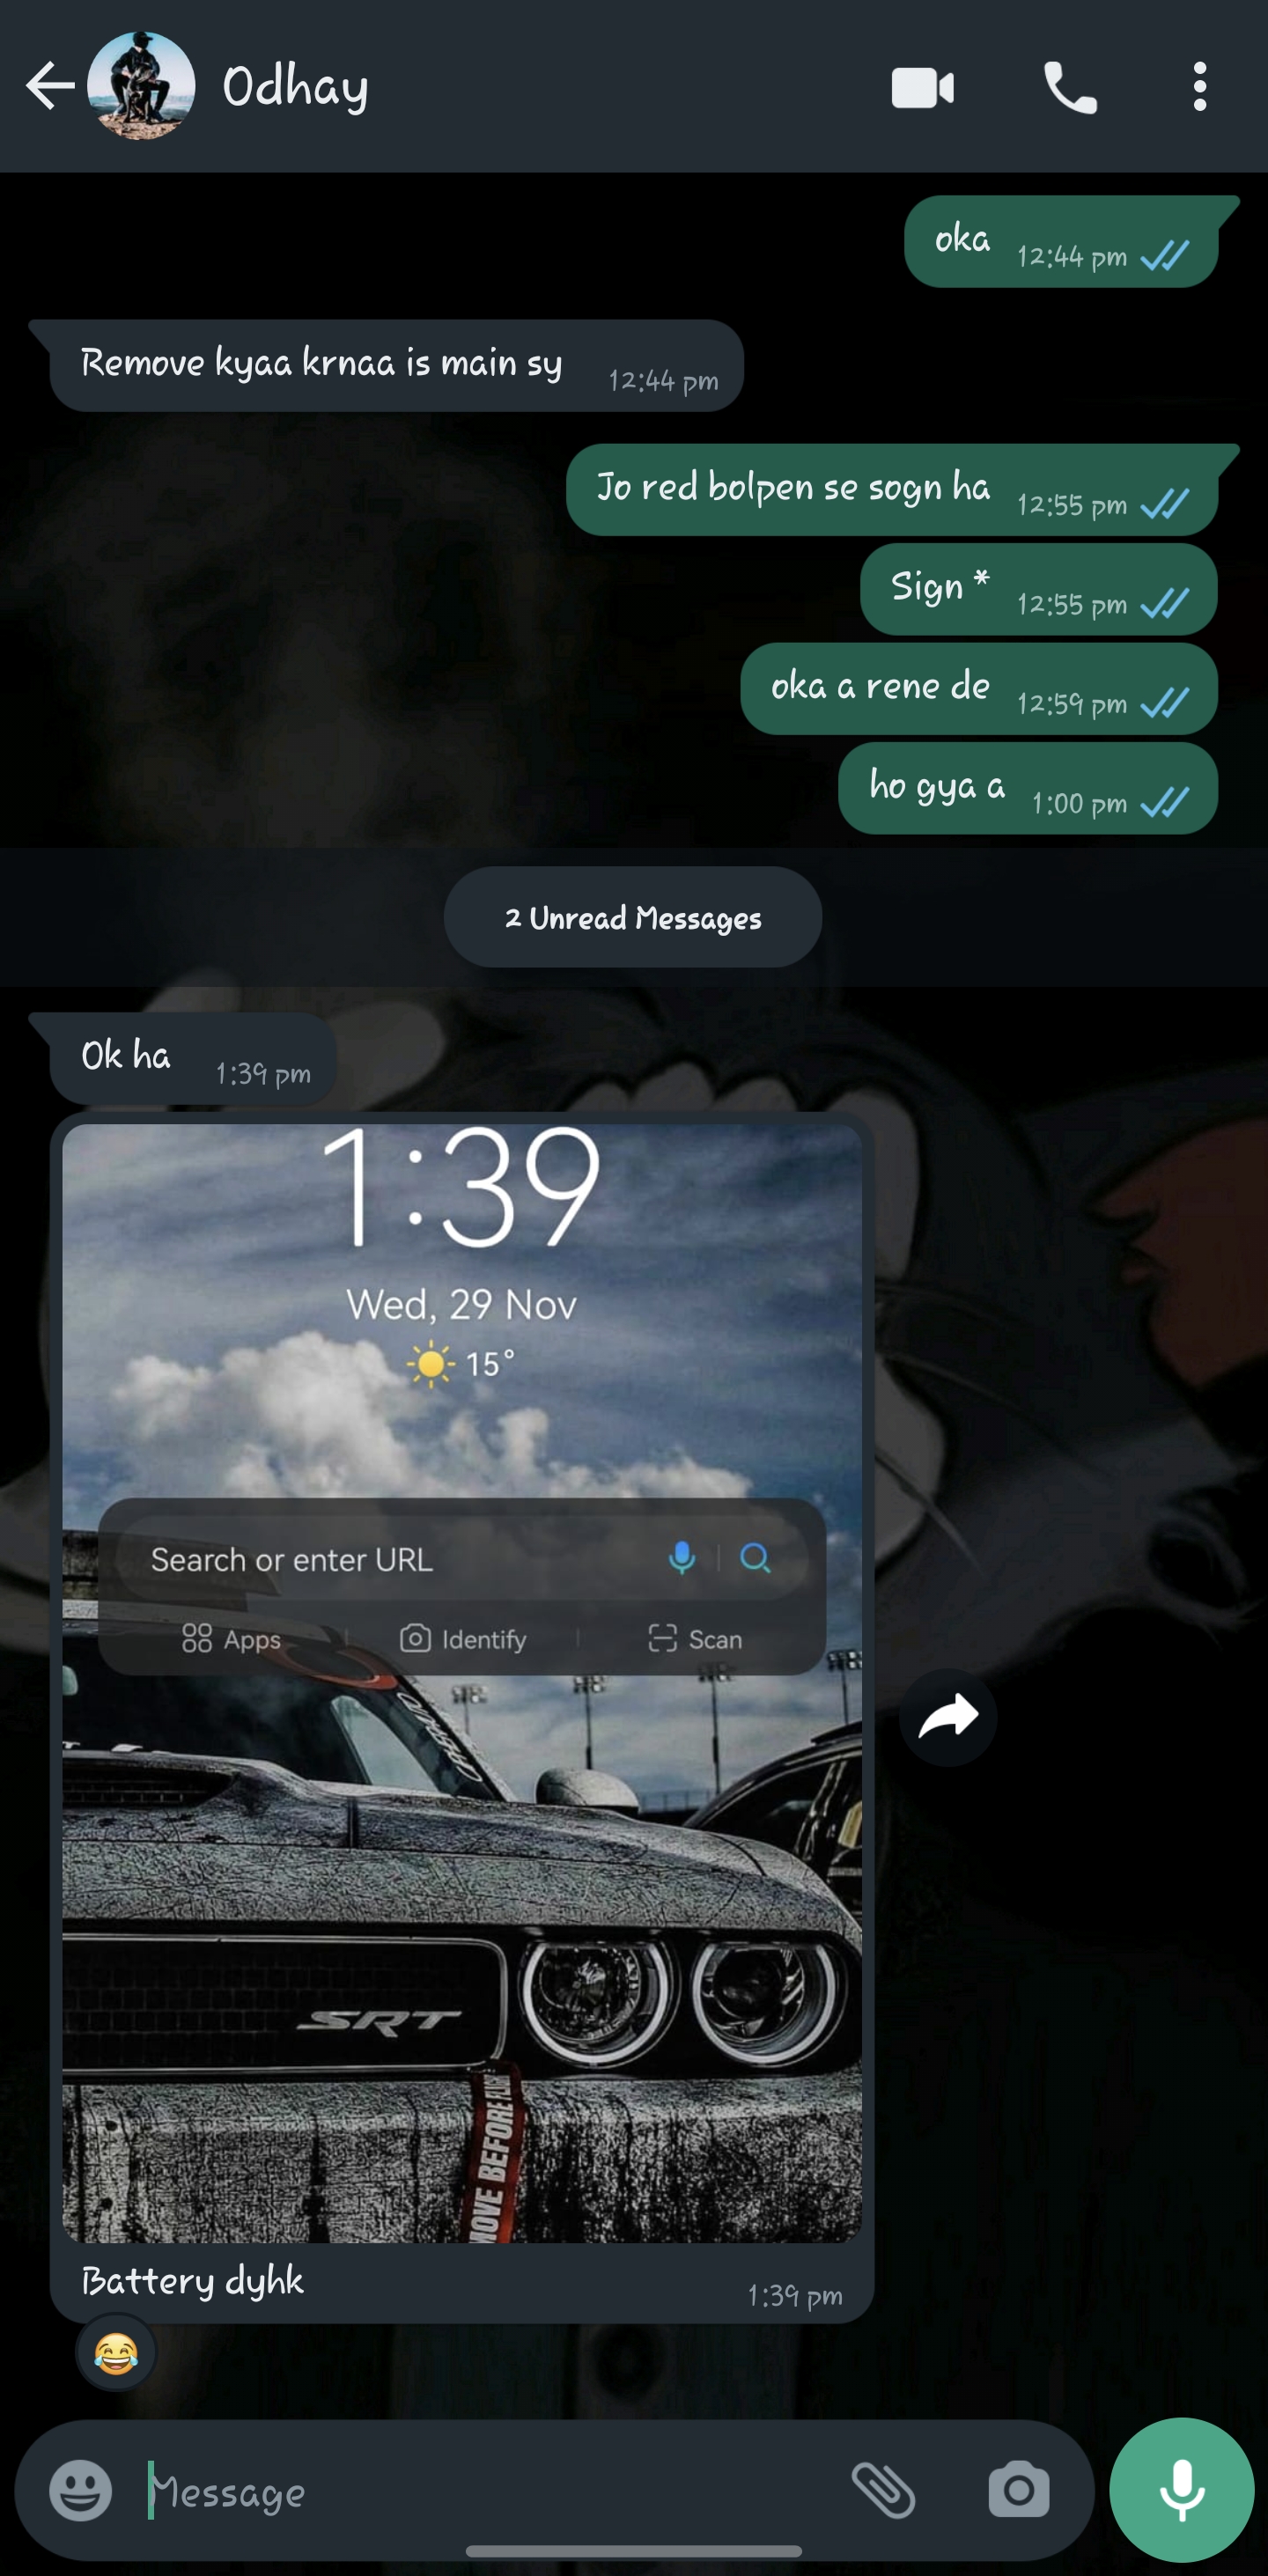 Odhay
oka 12:44 pm
Remove kyaa krnaa is main sy 12:44 pm
Jo red bolpen se sogn ha 12:55 pm
Sign * 12:55 pm
oka a rene de 12:59 pm
ho gya a 1:00 pm
2 Unread Messages
Ok ha 1:39 pm
1:39
Wed, 29 Nov
15°
Search or enter URL
Apps Identify Scan
SRT
MOVE BEFORE
Battery dyhk 1:39 pm
Message